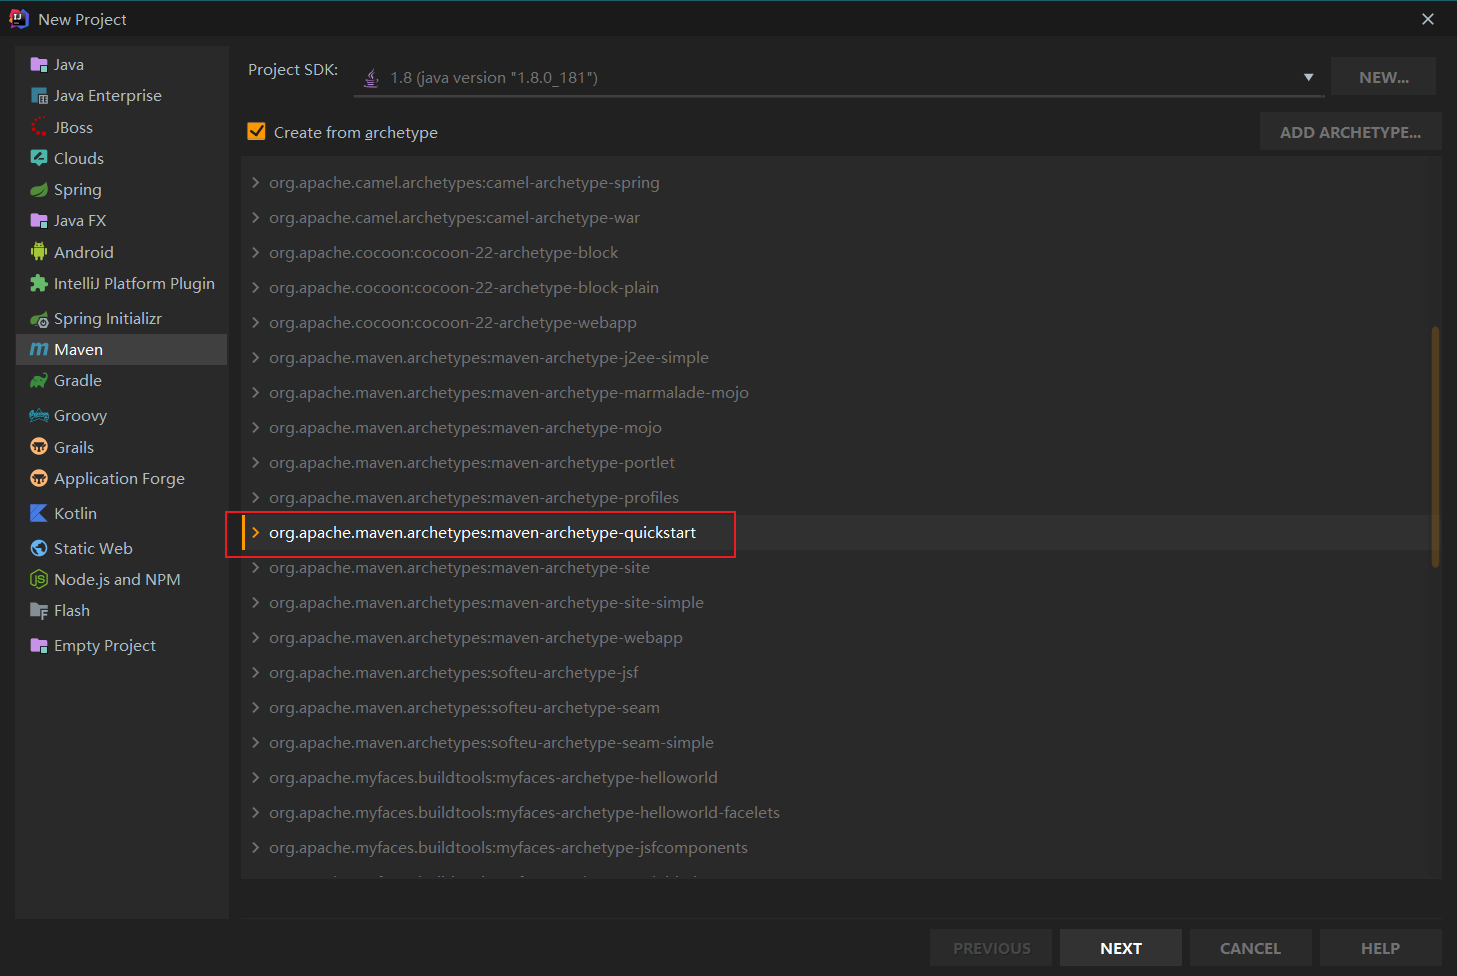 New Project
Java
Java Enterprise
JBoss
Clouds
Spring
Java FX
Android
IntelliJ Platform Plugin
Spring Initializr
Maven
Gradle
Groovy
Grails
Application Forge
Kotlin
Static Web
Node.js and NPM
Flash
Empty Project
Project SDK:
1.8 (java version "1.8.0_181")
NEW...
Create from archetype
ADD ARCHETYPE...
org.apache.camel.archetypes:camel-archetype-spring
org.apache.camel.archetypes:camel-archetype-war
org.apache.cocoon:cocoon-22-archetype-block
org.apache.cocoon:cocoon-22-archetype-block-plain
org.apache.cocoon:cocoon-22-archetype-webapp
org.apache.maven.archetypes:maven-archetype-j2ee-simple
org.apache.maven.archetypes:maven-archetype-marmalade-mojo
org.apache.maven.archetypes:maven-archetype-mojo
org.apache.maven.archetypes:maven-archetype-portlet
org.apache.maven.archetypes:maven-archetype-profiles
org.apache.maven.archetypes:maven-archetype-quickstart
org.apache.maven.archetypes:maven-archetype-site
org.apache.maven.archetypes:maven-archetype-site-simple
org.apache.maven.archetypes:maven-archetype-webapp
org.apache.maven.archetypes:softeu-archetype-jsf
org.apache.maven.archetypes:softeu-archetype-seam
org.apache.maven.archetypes:softeu-archetype-seam-simple
org.apache.myfaces.buildtools:myfaces-archetype-helloworld
org.apache.myfaces.buildtools:myfaces-archetype-helloworld-facelets
org.apache.myfaces.buildtools:myfaces-archetype-jsfcomponents
PREVIOUS
NEXT
CANCEL
HELP